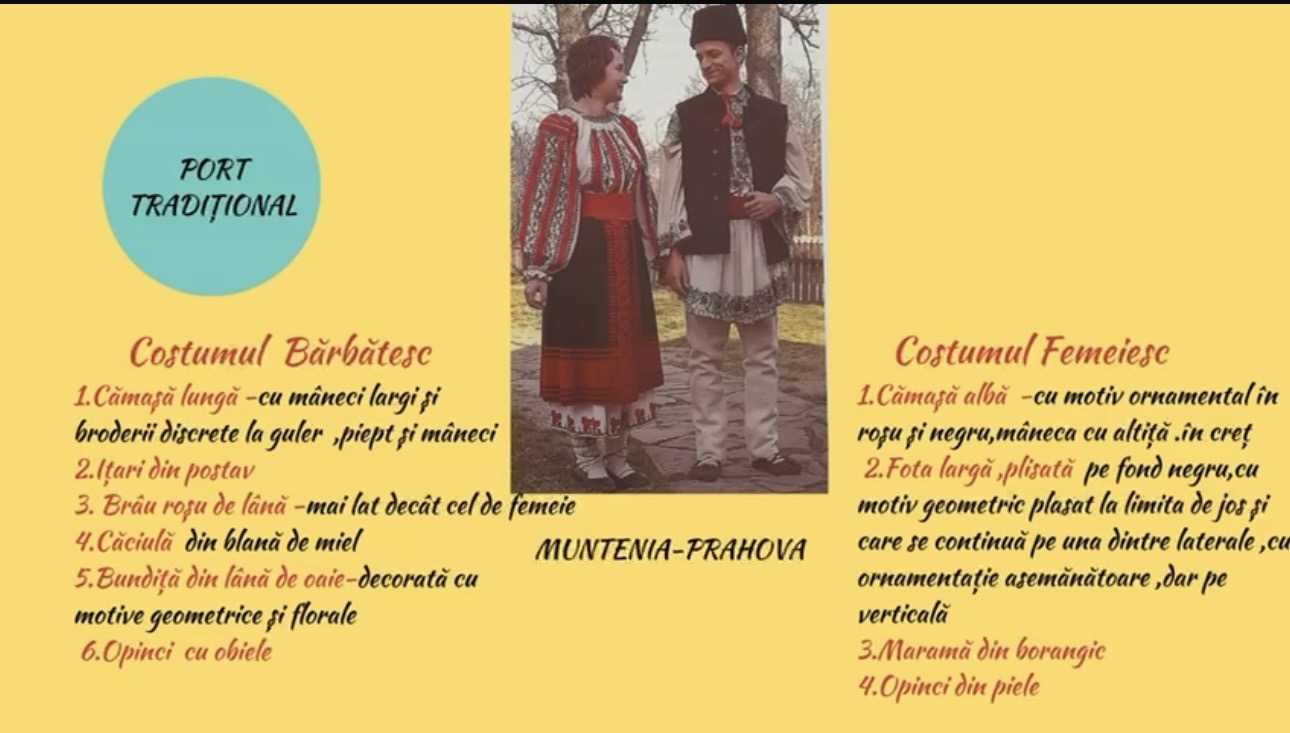 PORT
TRADIȚIONAL
Costumul Bărbătesc
1.Cămașă lungă -cu mâneci largi și
broderii discrete la guler ,piept și mâneci
2.Ițari din postav
3. Brâu roșu de lână -mai lat decât cel de femeie
4.Căciulă din blană de miel
5.Bundiță din lână de oaie-decorată cu
motive geometrice și florale
6.Opinci cu obiele
MUNTENIA-PRAHOVA
Costumul Femeiesc
1.Cămașă albă -cu motiv ornamental în
roșu și negru,mâneca cu altiță .în creț
2.Fota largă ,plisată pe fond negru,cu
motiv geometric plasat la limita de jos și
care se continuă pe una dintre laterale ,cu
ornamentație asemănătoare ,dar pe
verticală
3.Maramă din borangic
4.Opinci din piele